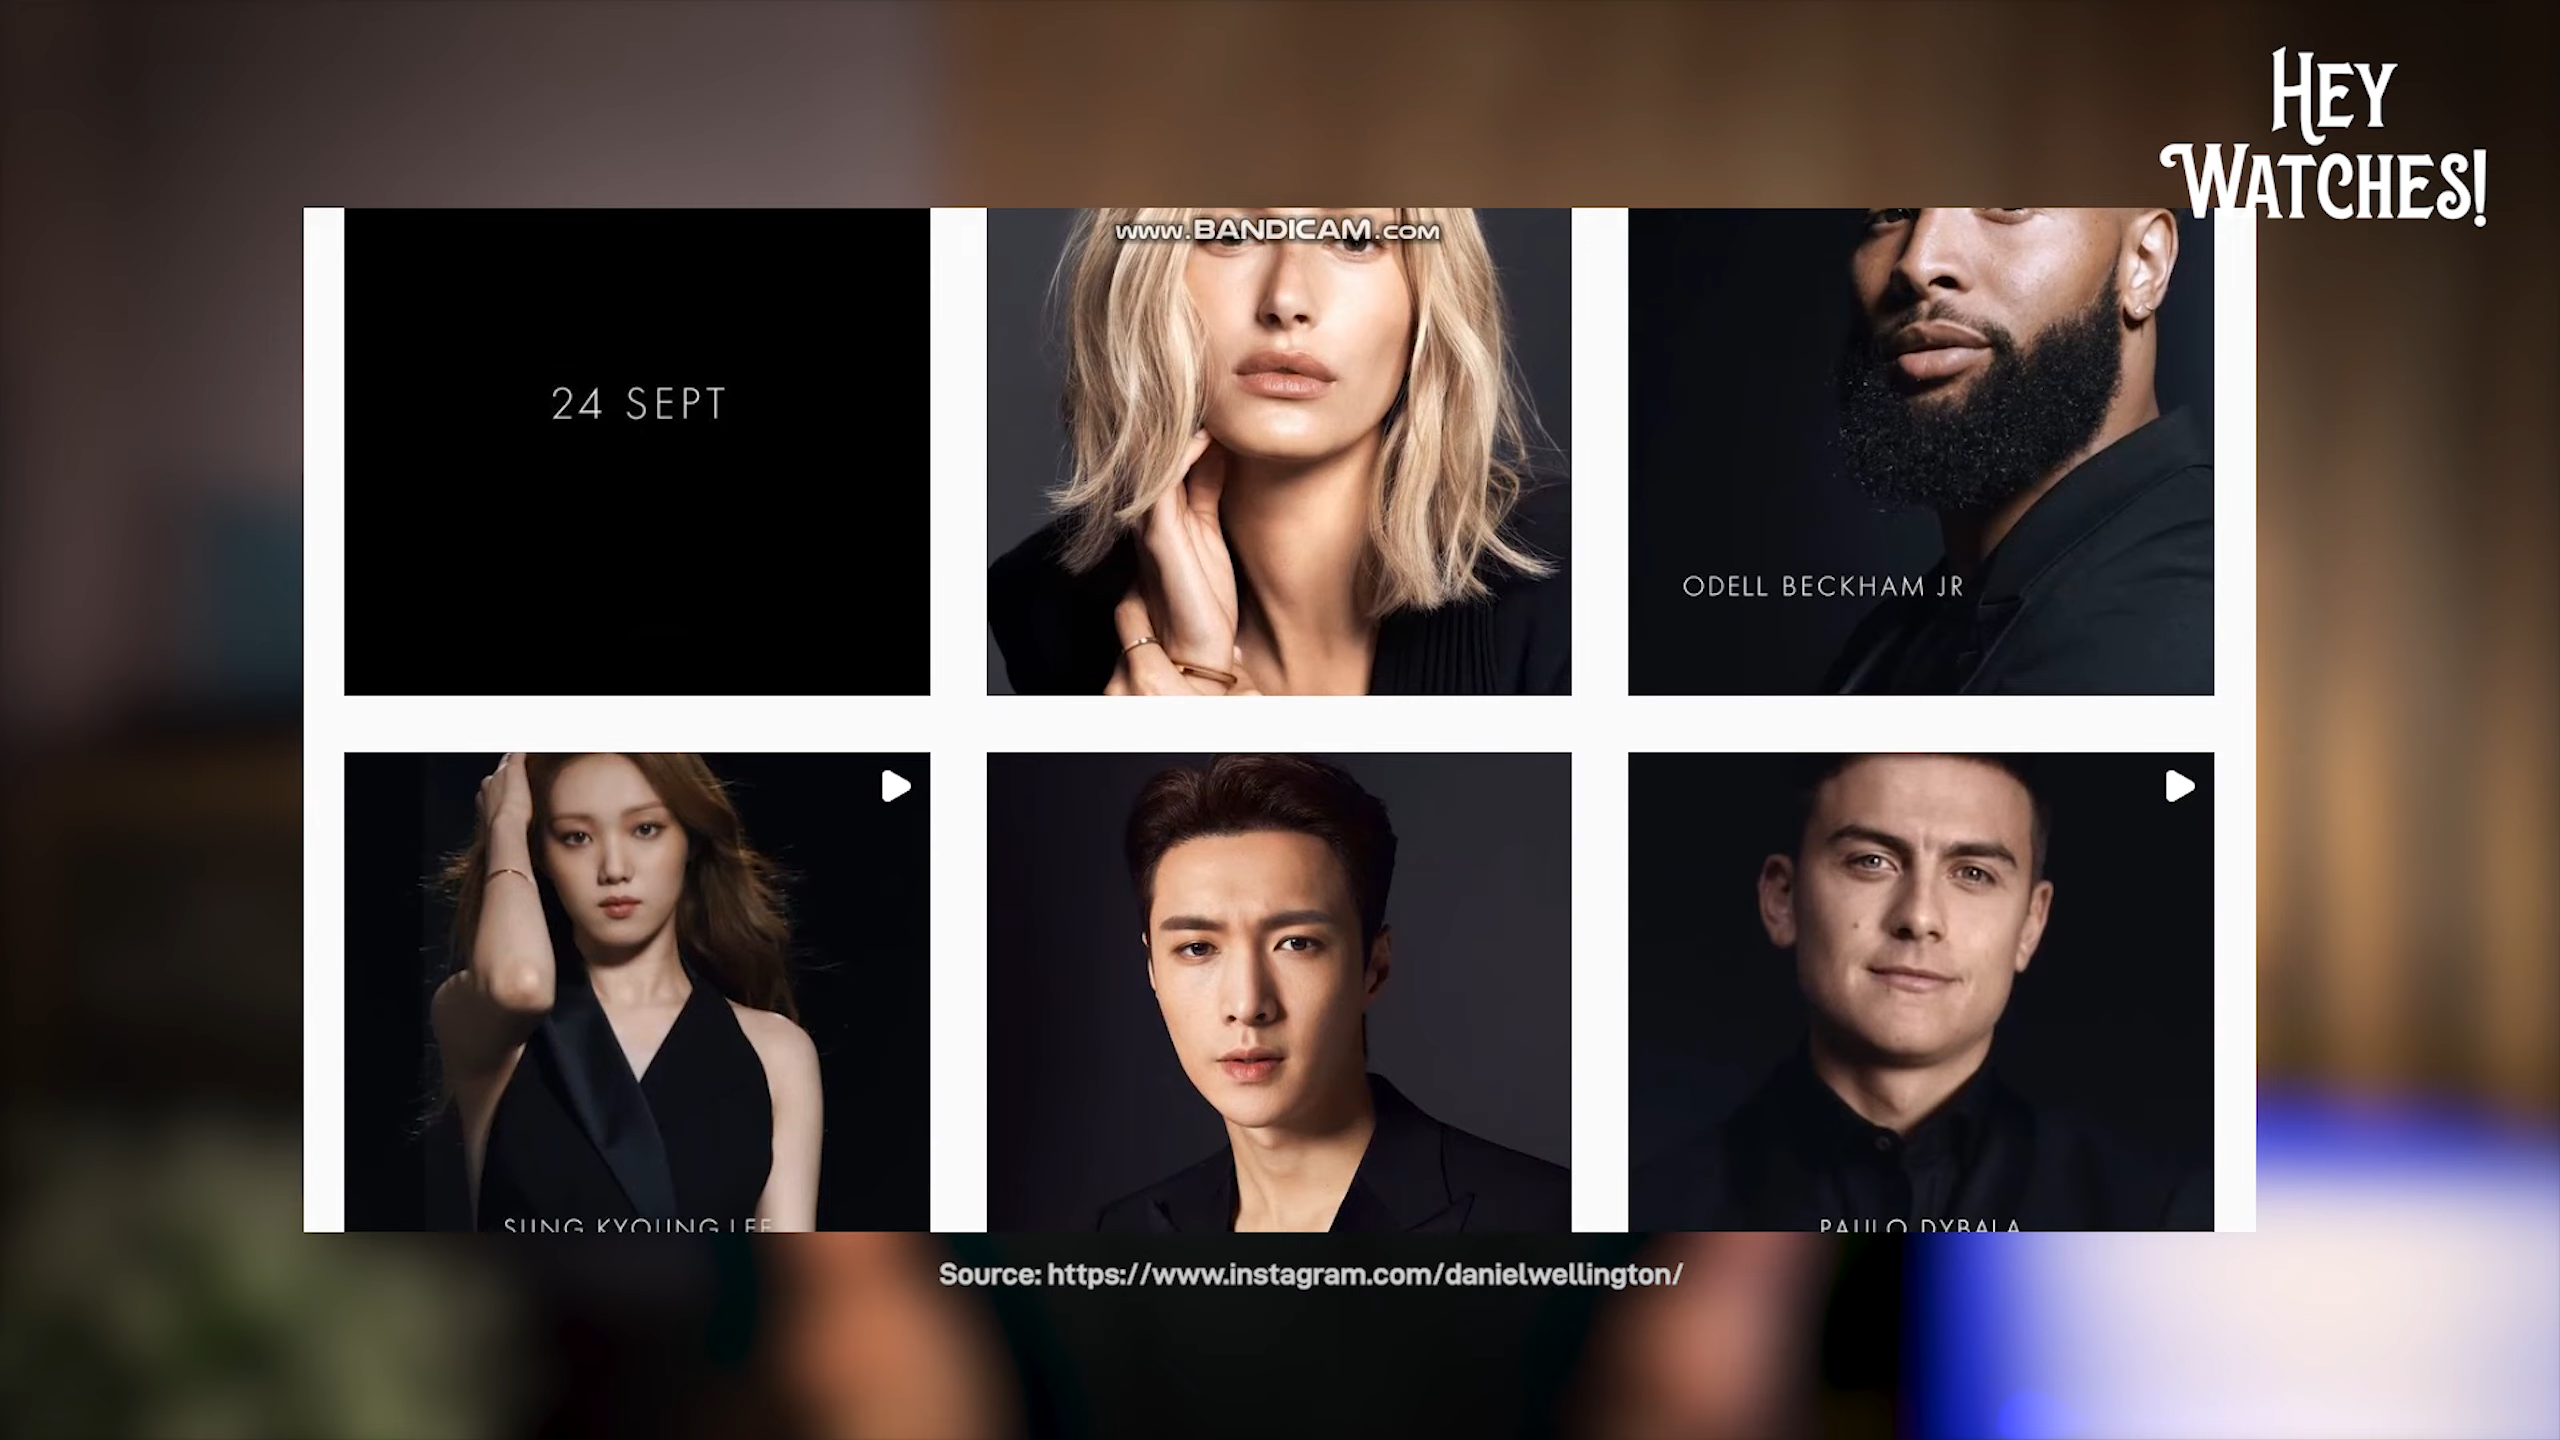 HEY
WATCHES!
www.BANDICAM.com
24 SEPT
ODELL BECKHAM JR
SUNG KYOUNG LEE
PAULO DYBALA
Source: https://www.instagram.com/danielwellington/